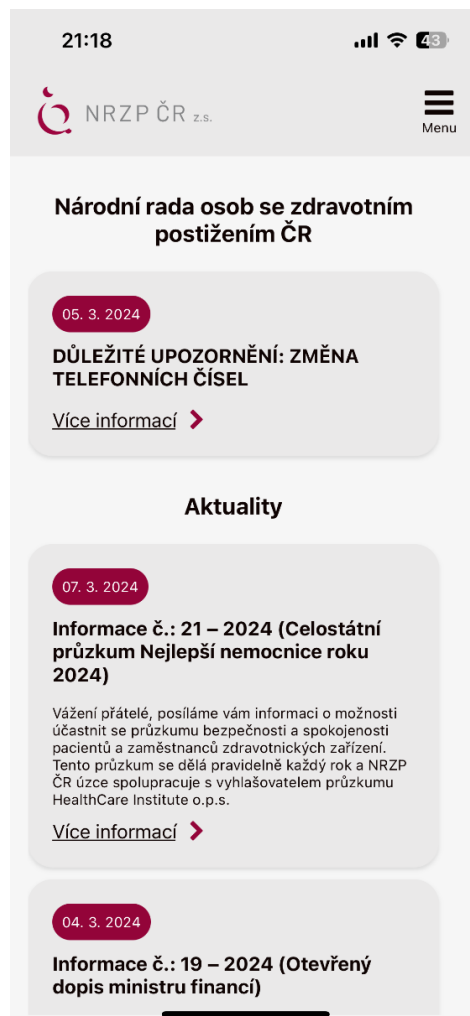 21:18
43
NRZP ČR z.s.
Menu
Národní rada osob se zdravotním
postižením ČR
05. 3. 2024
DŮLEŽITÉ UPOZORNĚNÍ: ZMĚNA
TELEFONNÍCH ČÍSEL
Více informací
Aktuality
07. 3. 2024
Informace č.: 21 – 2024 (Celostátní
průzkum Nejlepší nemocnice roku
2024)
Vážení přátelé, posíláme vám informaci o možnosti
účastnit se průzkumu bezpečnosti a spokojenosti
pacientů a zaměstnanců zdravotnických zařízení.
Tento průzkum se dělá pravidelně každý rok a NRZP
ČR úzce spolupracuje s vyhlašovatelem průzkumu
HealthCare Institute o.p.s.
Více informací
04. 3. 2024
Informace č.: 19 – 2024 (Otevřený
dopis ministru financí)